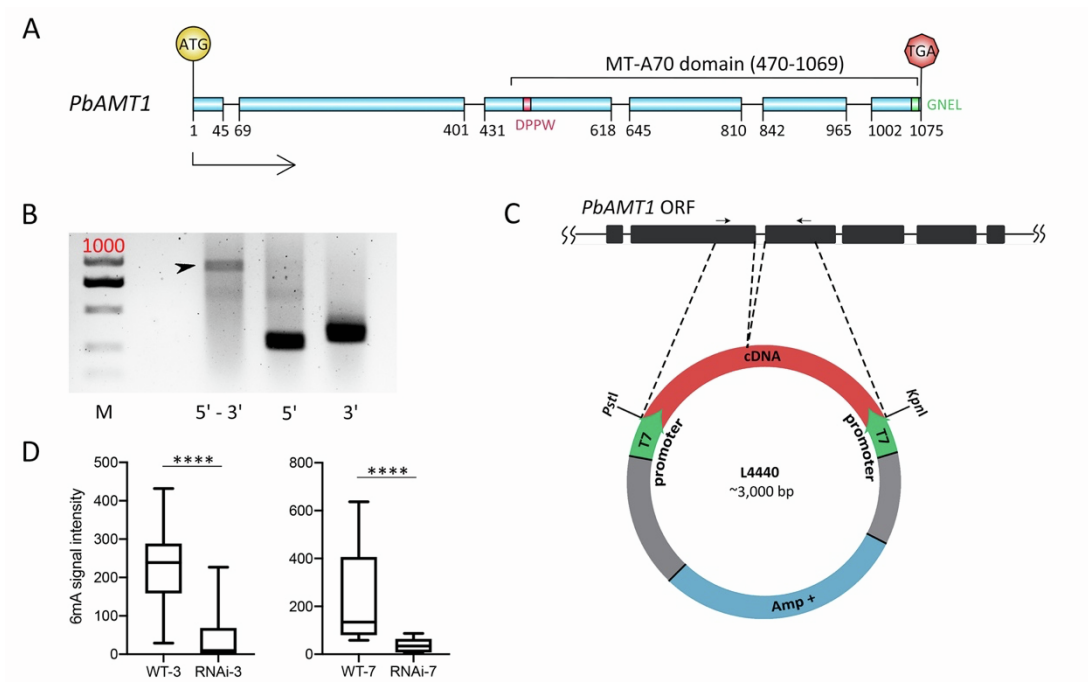 A
ATG
TGA
MT-A70 domain (470-1069)
PbAMT1
GNEL
DPPW
1 45 69 401 431 618 645 810 842 965 1002 1075
B
1000
M 5' - 3' 5' 3'
C
PbAMT1 ORF
cDNA
PstI
KpnI
T7
promoter
T7
promoter
L4440
~3,000 bp
Amp +
D
6mA signal intensity
500
400
300
200
100
0
****
WT-3 RNAi-3
800
600
400
200
0
****
WT-7 RNAi-7